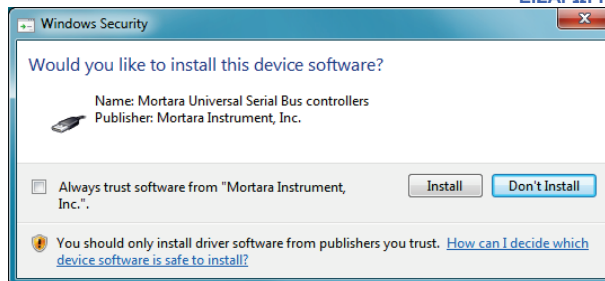 Windows Security
Would you like to install this device software?
Name: Mortara Universal Serial Bus controllers
Publisher: Mortara Instrument, Inc.
Always trust software from "Mortara Instrument,
Inc.".
Install
Don't Install
You should only install driver software from publishers you trust. How can I decide which
device software is safe to install?